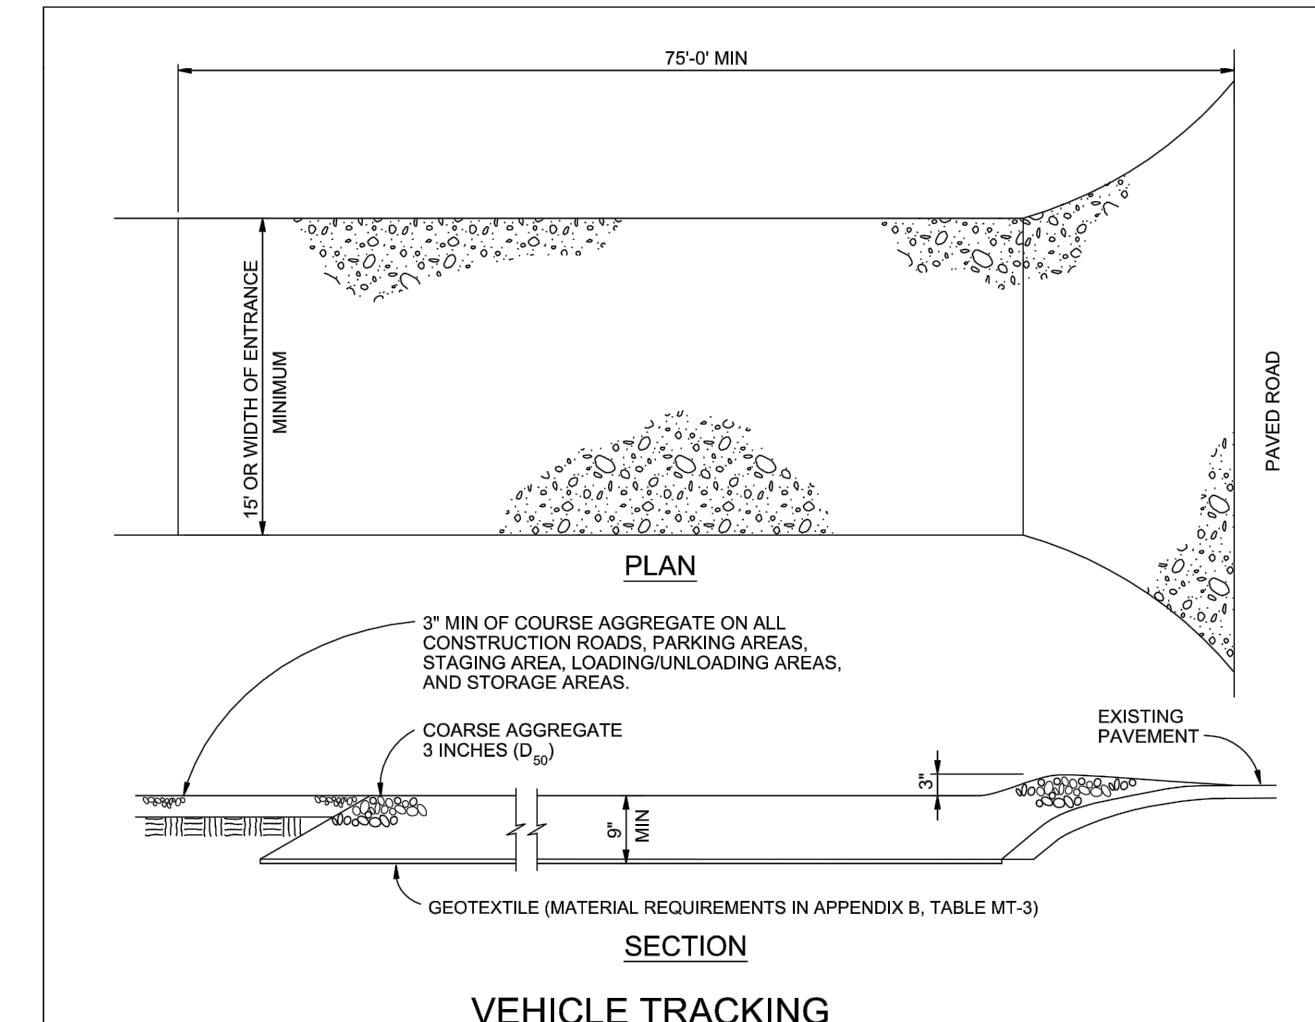 75'-0' MIN
15' OR WIDTH OF ENTRANCE
MINIMUM
PAVED ROAD
PLAN
3" MIN OF COURSE AGGREGATE ON ALL
CONSTRUCTION ROADS, PARKING AREAS,
STAGING AREA, LOADING/UNLOADING AREAS,
AND STORAGE AREAS.
COARSE AGGREGATE
3 INCHES (D50)
EXISTING
PAVEMENT
3"
9"
MIN
GEOTEXTILE (MATERIAL REQUIREMENTS IN APPENDIX B, TABLE MT-3)
SECTION
VEHICLE TRACKING